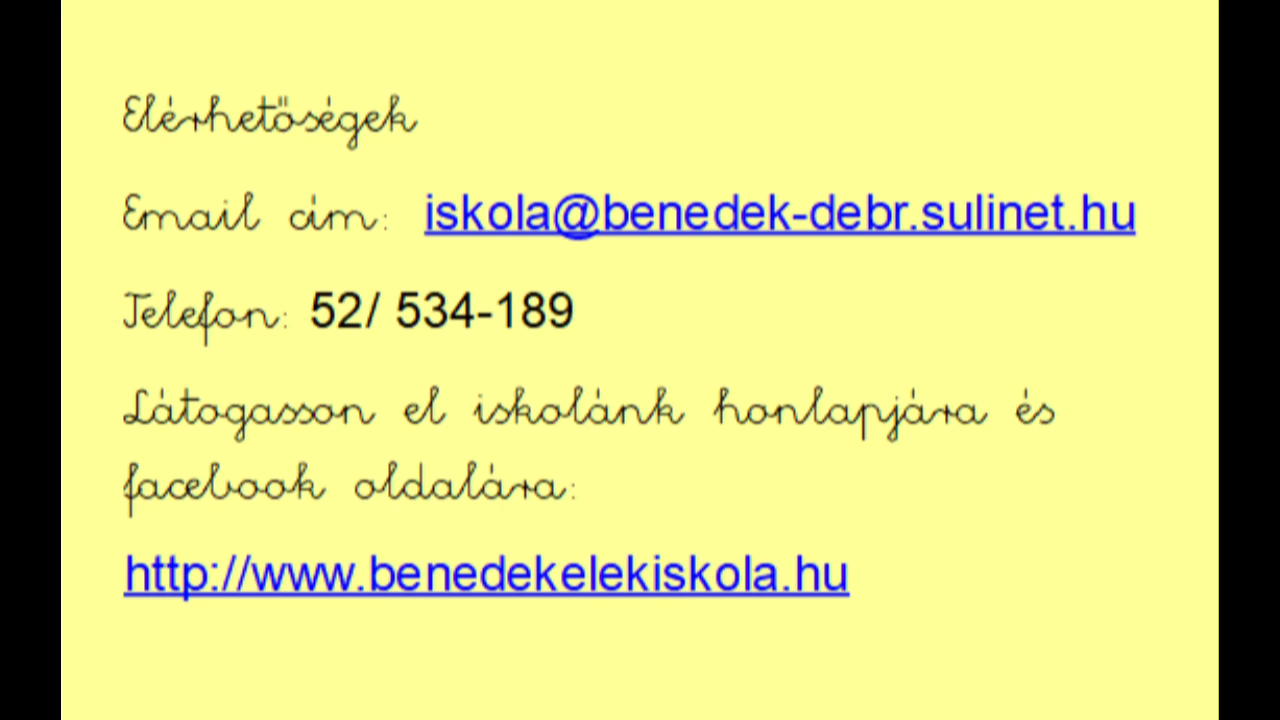 Elérhetőségek
Email cím: iskola@benedek-debr.sulinet.hu
Telefon: 52/ 534-189
Látogasson el iskolánk honlapjára és
facebook oldalára:
http://www.benedekelekiskola.hu